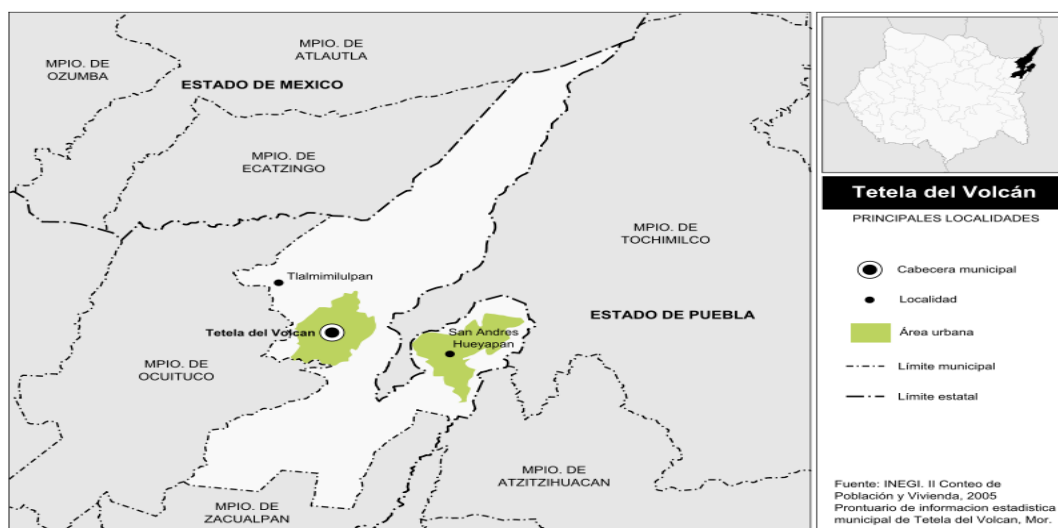 MPIO. DE
OZUMBA
MPIO. DE
ATLAUTLA
ESTADO DE MEXICO
MPIO. DE
ECATZINGO
MPIO. DE
TOCHIMILCO
Tlalmimilulpan
ESTADO DE PUEBLA
Tetela del Volcan
San Andres
Hueyapan
MPIO. DE
OCUITUCO
MPIO. DE
ATZITZIHUACAN
MPIO. DE
ZACUALPAN
Tetela del Volcán
PRINCIPALES LOCALIDADES
Cabecera municipal
Localidad
Área urbana
Límite municipal
Límite estatal
Fuente: INEGI. II Conteo de
Población y Vivienda, 2005
Prontuario de informacion estadistica
municipal de Tetela del Volcan, Mor.